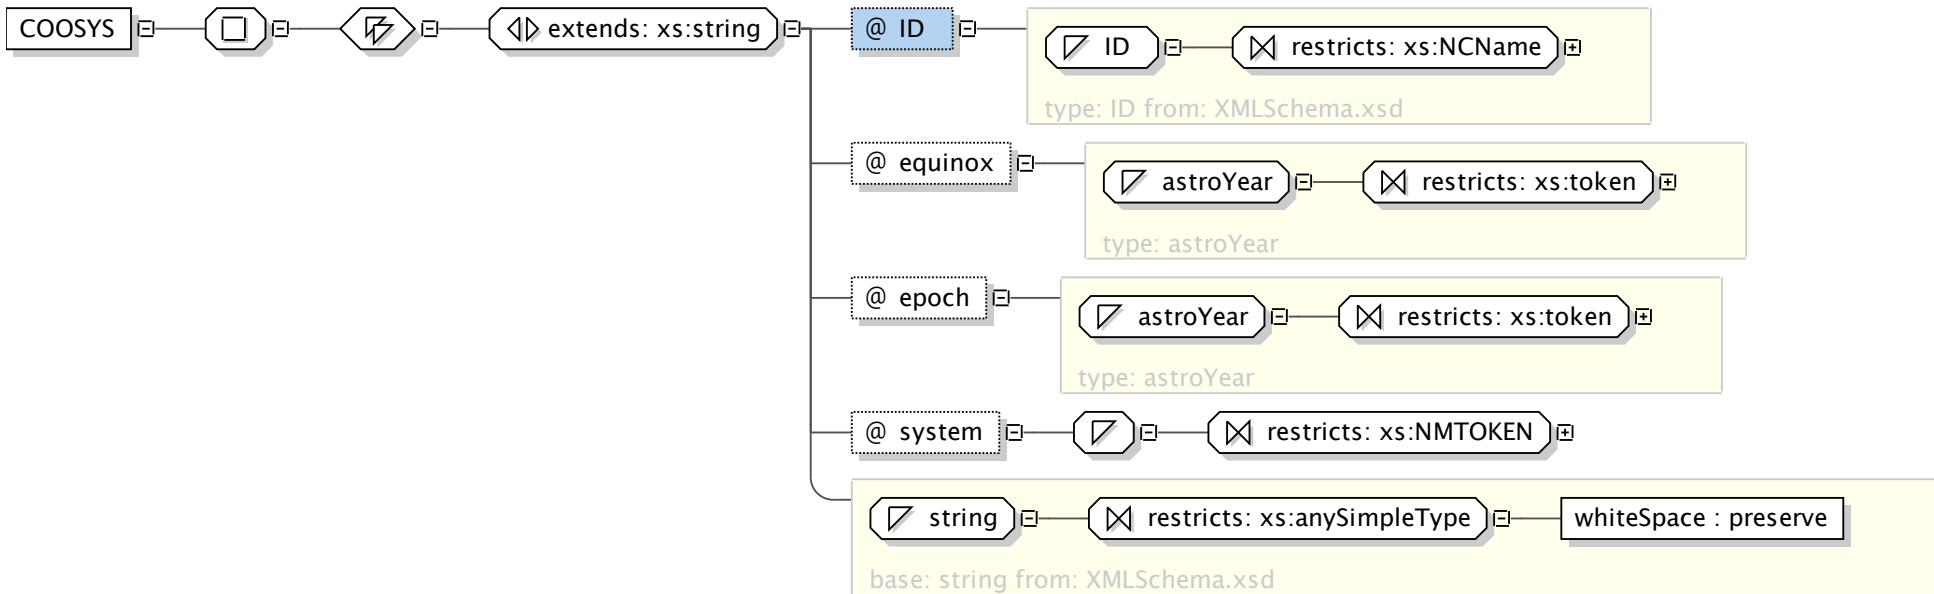 COOSYS extends: xs:string @ ID ID restricts: xs:NCName
type: ID from: XMLSchema.xsd
@ equinox astroYear restricts: xs:token
type: astroYear
@ epoch astroYear restricts: xs:token
type: astroYear
@ system restricts: xs:NMTOKEN
string restricts: xs:anySimpleType whiteSpace : preserve
base: string from: XMLSchema.xsd